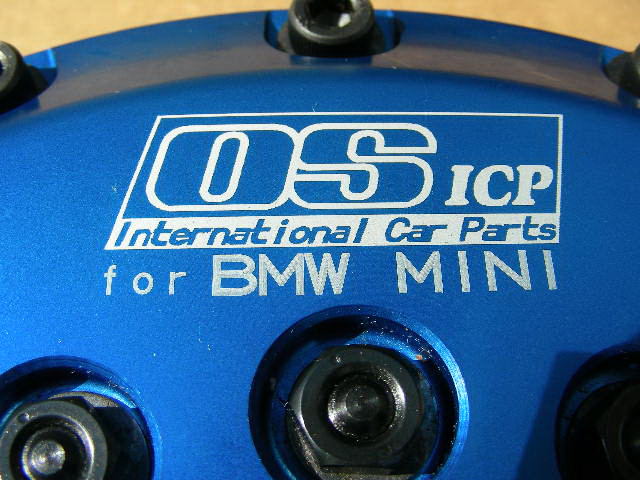 OS ICP
International Car Parts
for BMW MINI